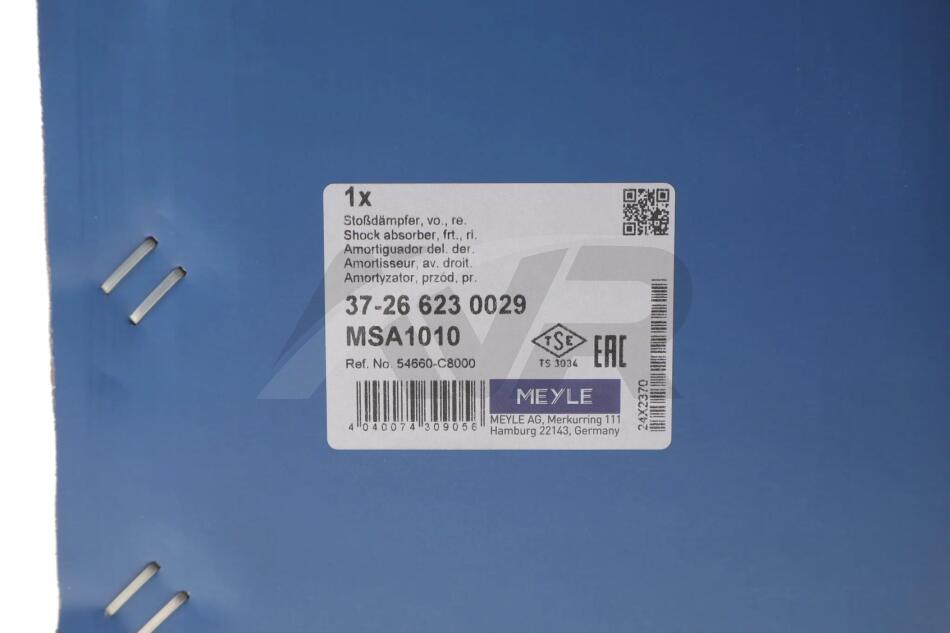 1x
Stoßdämpfer, vo., re.
Shock absorber, frt., ri.
Amortiguador del. der.
Amortisseur, av. droit.
Amortyzator, przód, pr.
37-26 623 0029
MSA1010
Ref. No. 54660-C8000
TSE
TS 3034
EAC
4 040074 309056
MEYLE
MEYLE AG, Merkurring 111
Hamburg 22143, Germany
24X2370
AVR